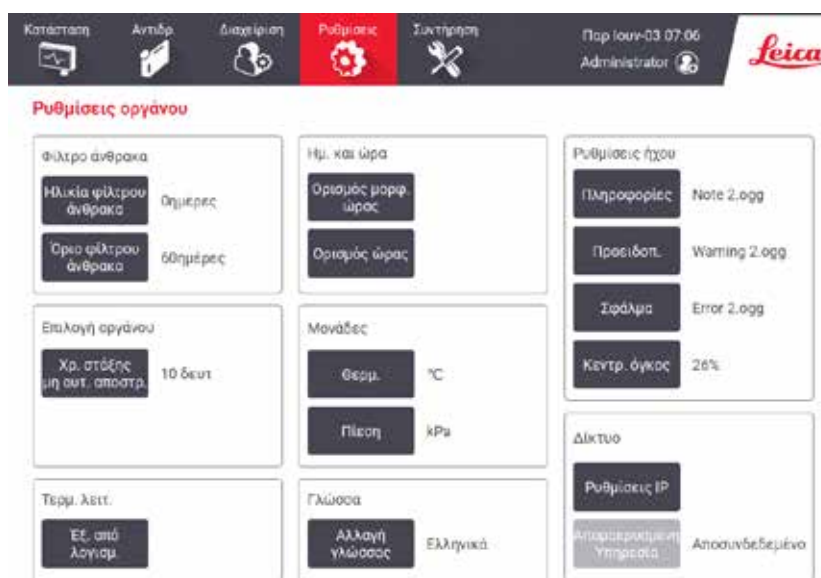 Κατάσταση
Αντιδρ.
Διαχείριση
Ρυθμίσεις
Συντήρηση
Παρ Ιουν-03 07:06
Administrator
Leica
Ρυθμίσεις οργάνου
Φίλτρο άνθρακα
Ηλικία φίλτρου
άνθρακα
0ημερες
Όριο φίλτρου
άνθρακα
60ημέρες
Επιλογή οργάνου
Χρ. στάξης
μη αυτ. αποστρ.
10 δευτ
Τερμ. λειτ.
Έξ. από
λογισμ.
Ημ. και ώρα
Ορισμός μορφ.
ώρας
Ορισμός ώρας
Μονάδες
Θερμ.
°C
Πίεση
kPa
Γλώσσα
Αλλαγή
γλώσσας
Ελληνικά
Ρυθμίσεις ήχου
Πληροφορίες
Note 2.ogg
Προειδοπ.
Warning 2.ogg
Σφάλμα
Error 2.ogg
Κεντρ. όγκος
26%
Δίκτυο
Ρυθμίσεις IP
Απομακρυσμένη
Υπηρεσία
Αποσυνδεδεμένο